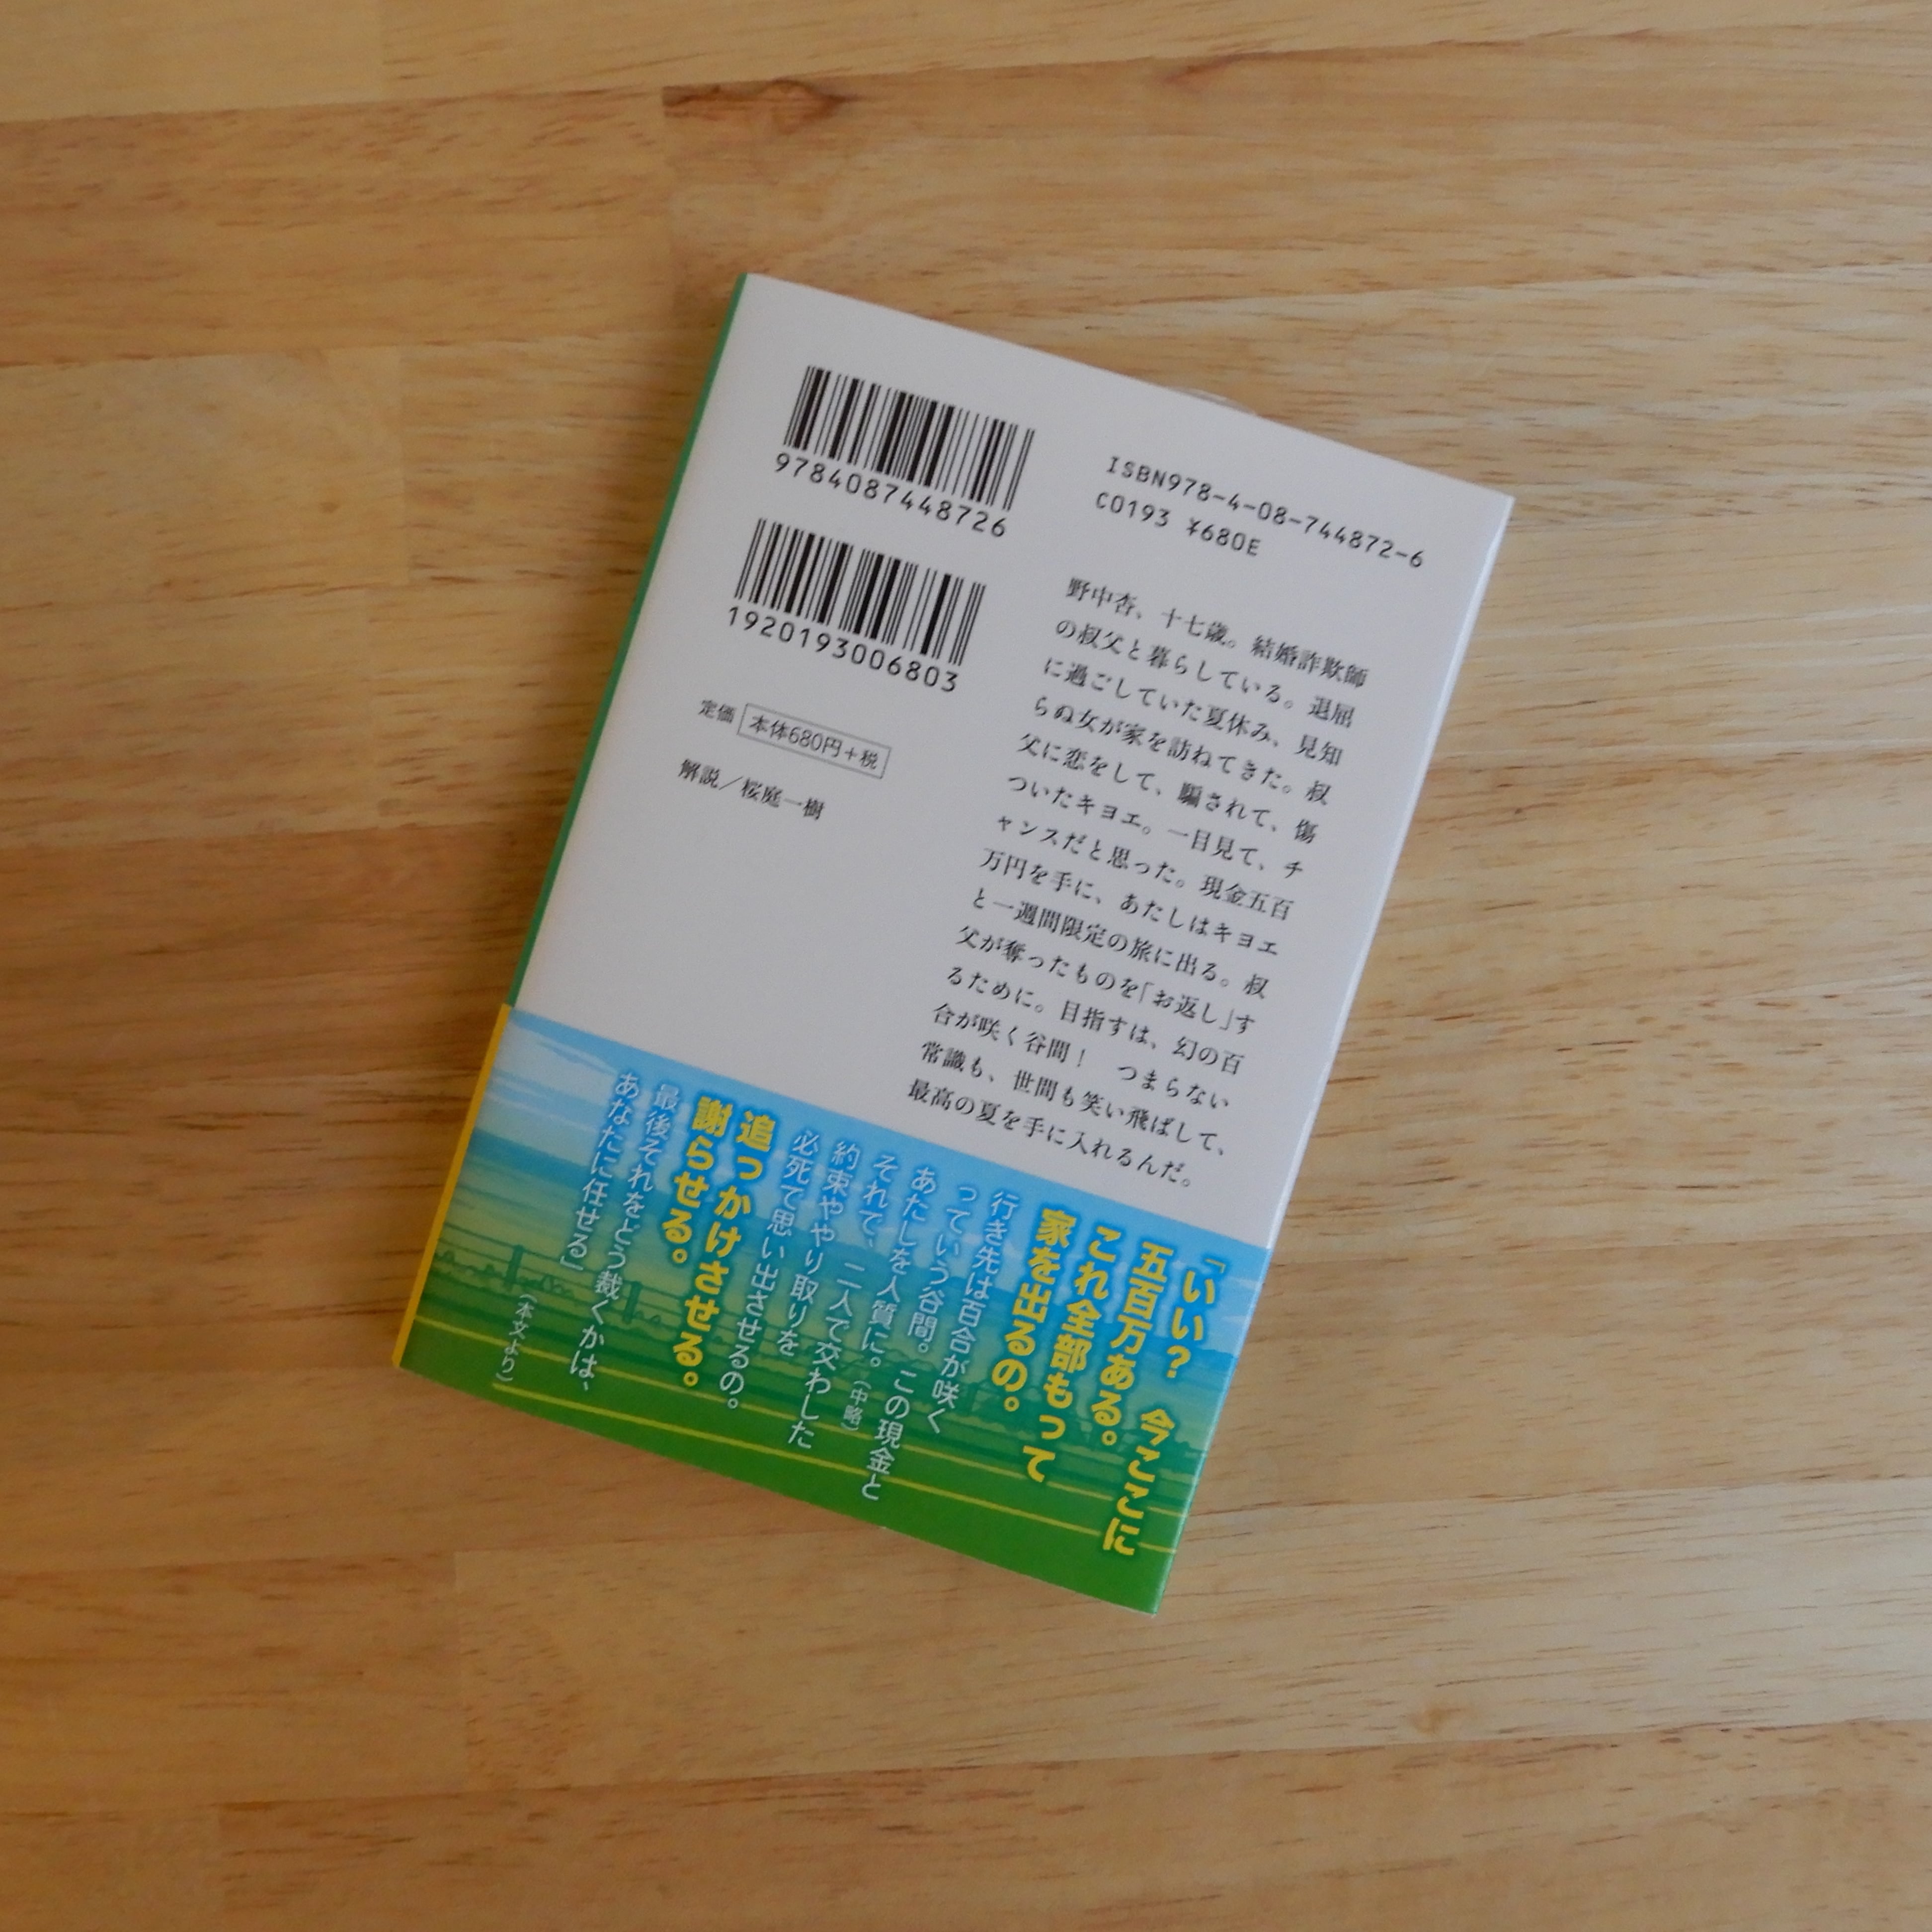 9784087448726
1920193006803
定価 本体680円+税
解説/桜庭一樹
ISBN978-4-08-744872-6
C0193 ¥680E
野中杏、十七歳。結婚詐欺師
の叔父と暮らしている。退屈
に過ごしていた夏休み、見知
らぬ女が家を訪ねてきた。叔
父に恋をして、騙されて、傷
ついたキヨエ。一目見て、チ
ャンスだと思った。現金五百
万円を手に、あたしはキヨエ
と一週間限定の旅に出る。叔
父が奪ったものを「お返し」す
るために。目指すは、幻の百
合が咲く谷間! つまらない
常識も、世間も笑い飛ばして、
最高の夏を手に入れるんだ。
「いい? 今ここに
五百万ある。
これ全部もって
家を出るの。
行き先は百合が咲く
っていう谷間。この現金と
あたしを人質に。(中略)
それで、二人で交わした
約束ややり取りを
必死で思い出させるの。
追っかけさせる。
謝らせる。
最後それをどう裁くかは、
あなたに任せる」
(本文より)